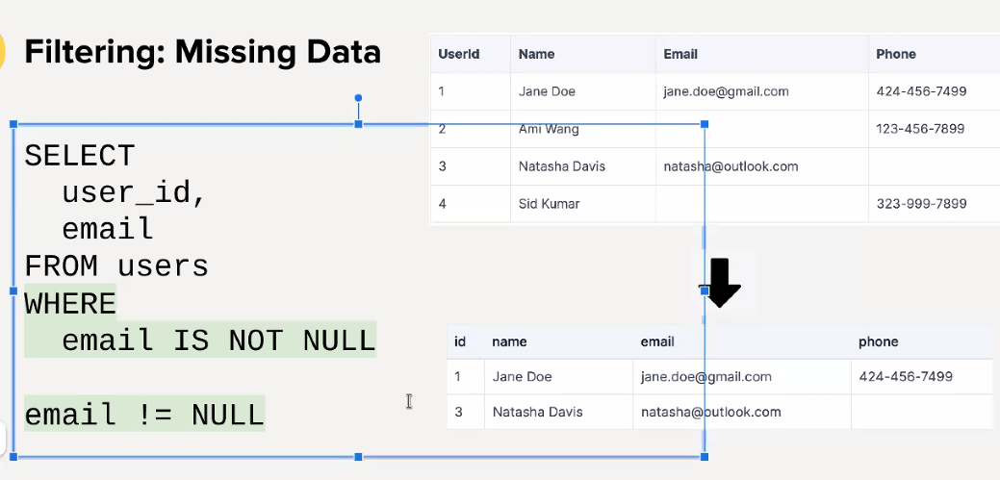 Filtering: Missing Data
SELECT
user_id,
email
FROM users
WHERE
email IS NOT NULL
email != NULL
UserId Name Email Phone
1 Jane Doe jane.doe@gmail.com 424-456-7499
2 Ami Wang 123-456-7899
3 Natasha Davis natasha@outlook.com
4 Sid Kumar 323-999-7899
id name email phone
1 Jane Doe jane.doe@gmail.com 424-456-7499
3 Natasha Davis natasha@outlook.com